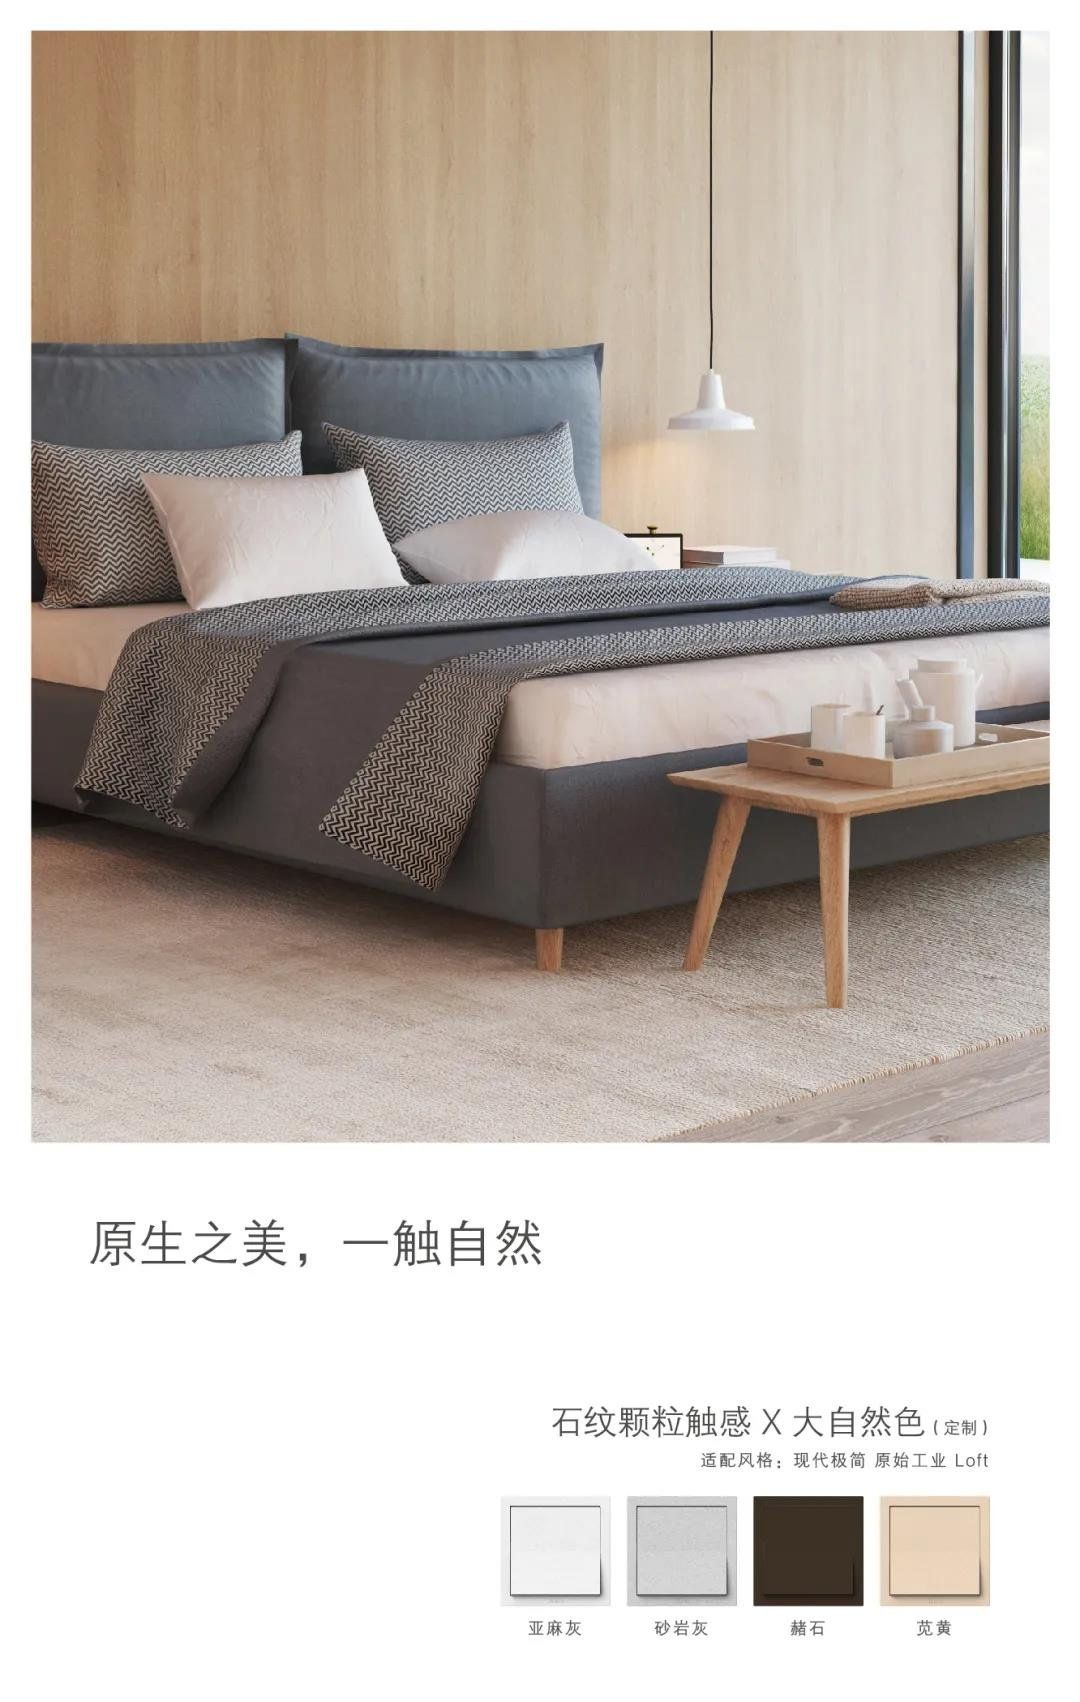 原生之美，一触自然
石纹颗粒触感 X 大自然色（定制）
适配风格：现代极简 原始工业 Loft
亚麻灰 砂岩灰 赭石 苋黄